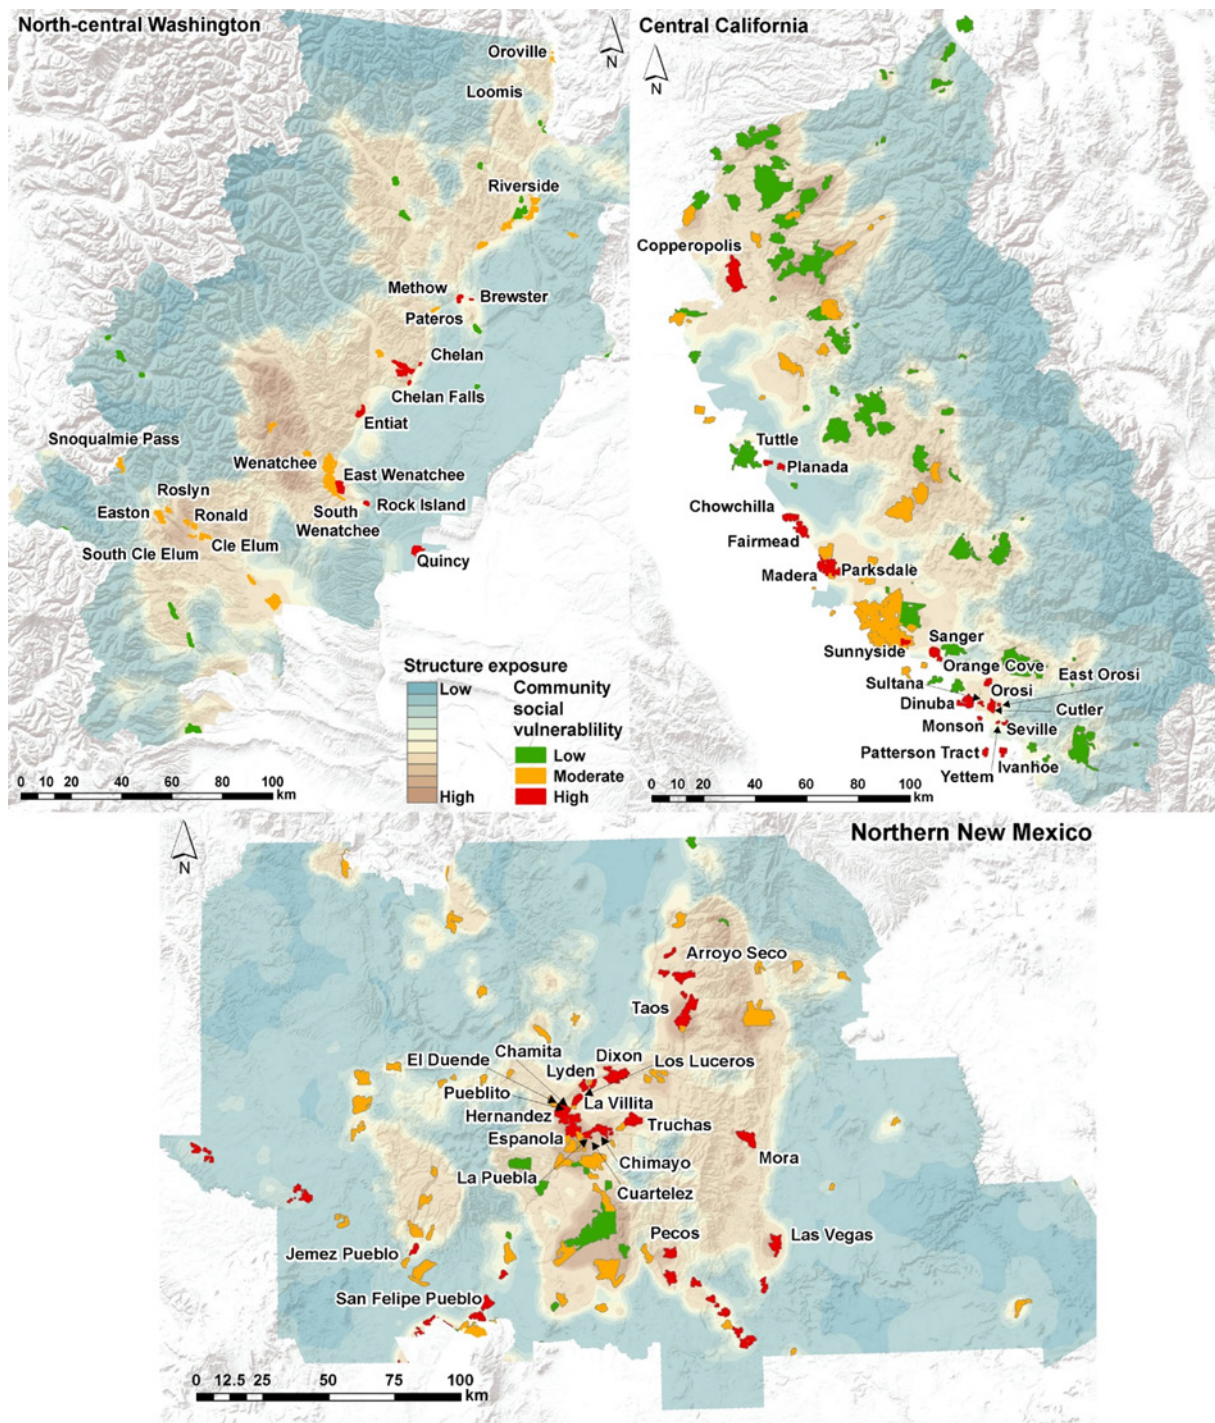 North-central Washington
N
Oroville
Loomis
Riverside
Methow
Brewster
Pateros
Chelan
Chelan Falls
Entiat
Snoqualmie Pass
Wenatchee
East Wenatchee
Roslyn
Rock Island
Easton
Ronald
South
Wenatchee
South Cle Elum
Cle Elum
Quincy
Structure exposure
Low
High
Community
social
vulnerablility
Low
Moderate
High
0 10 20 40 60 80 100
km
Central California
N
Copperopolis
Tuttle
Planada
Chowchilla
Fairmead
Madera
Parksdale
Sunnyside
Sanger
Orange Cove
East Orosi
Sultana
Orosi
Dinuba
Cutler
Monson
Seville
Patterson Tract
Ivanhoe
Yettem
0 10 20 40 60 80 100
km
Northern New Mexico
N
Arroyo Seco
Taos
Chamita
Dixon
Los Luceros
El Duende
Lyden
Pueblito
La Villita
Hernandez
Truchas
Espanola
Chimayo
Mora
La Puebla
Cuartelez
Pecos
Las Vegas
Jemez Pueblo
San Felipe Pueblo
0 12.5 25 50 75 100
km